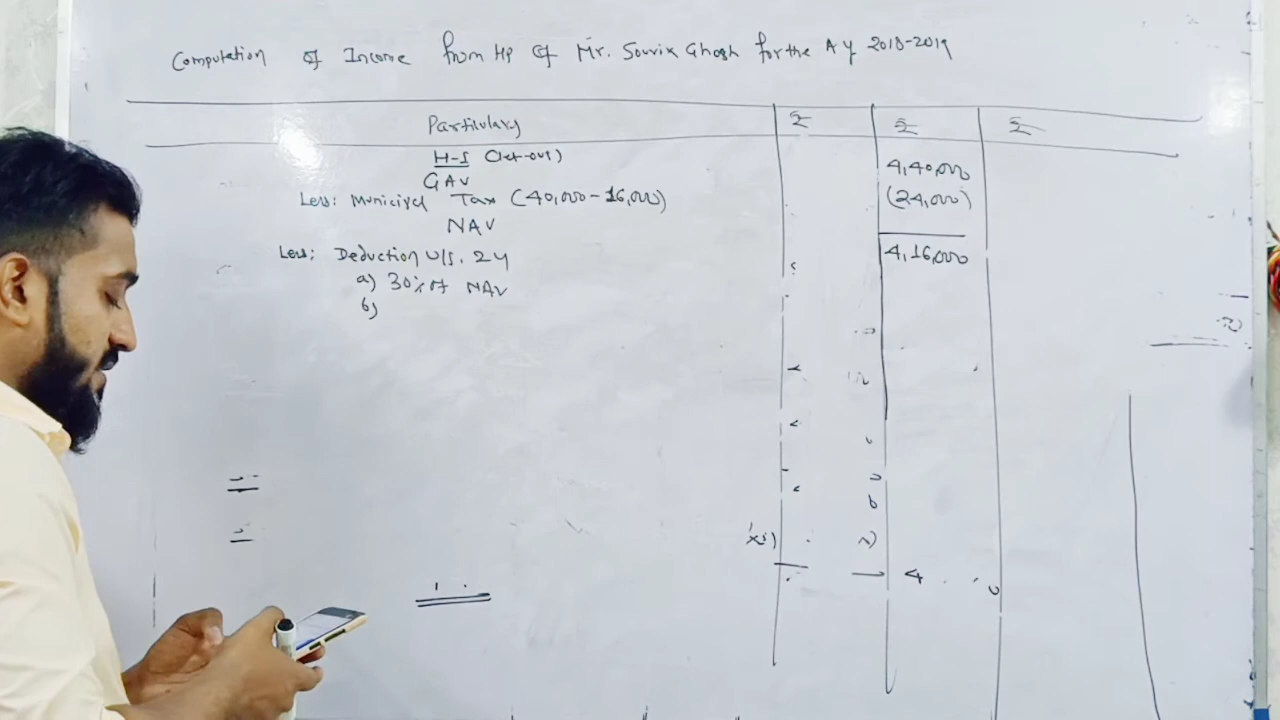 Computation of Income from HP of Mr. Souvik Ghosh for the A Y 2018-2019
Particulars ₹ ₹ ₹
H-I (let-out)
GAV 4,40,000
Less: Municipal Tax (40,000-16,000) (24,000)
NAV 4,16,000
Less: Deduction u/s. 24
a) 30% of NAV
b)